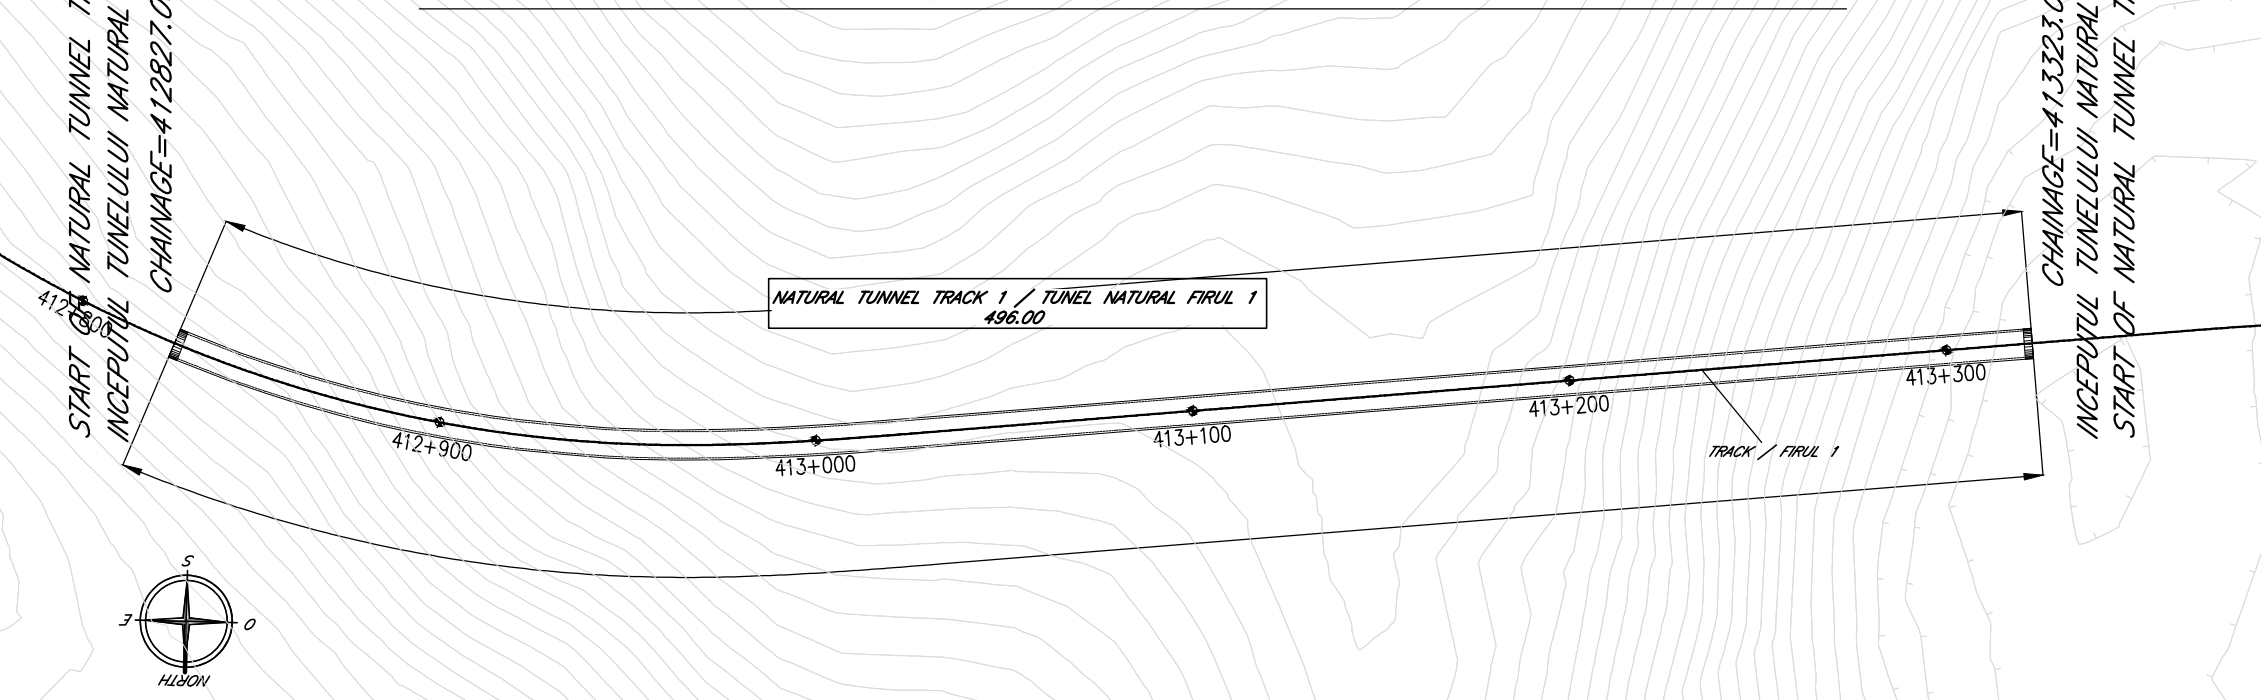 START OF NATURAL TUNNEL
INCEPUTUL TUNELULUI NATURAL
CHAINAGE=412827.0
412+800
NATURAL TUNNEL TRACK 1 / TUNEL NATURAL FIRUL 1
496.00
412+900
413+000
413+100
413+200
413+300
TRACK / FIRUL 1
CHAINAGE=413323.0
INCEPUTUL TUNELULUI NATURAL
START OF NATURAL TUNNEL
S
E
O
NORTH